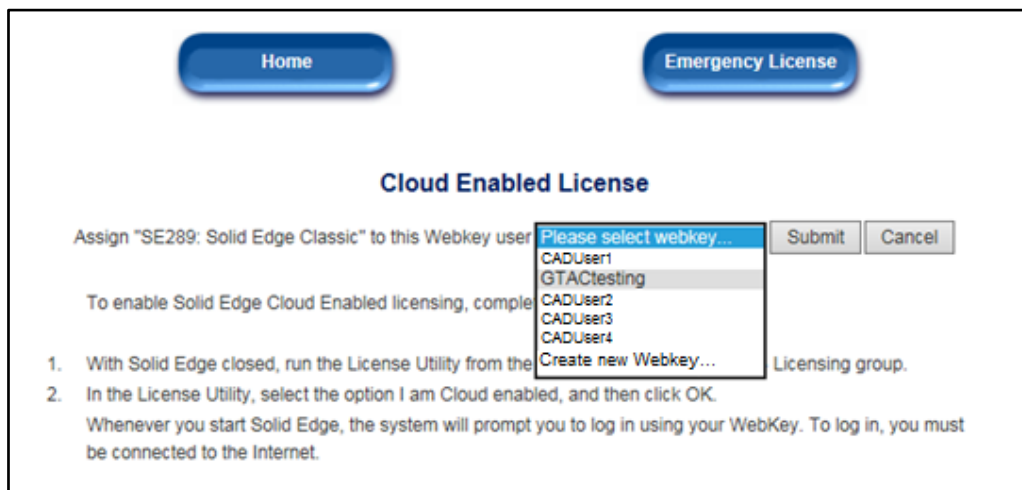 Home
Emergency License
Cloud Enabled License
Assign "SE289: Solid Edge Classic" to this Webkey user Please select webkey... Submit Cancel
CADUser1
GTACtesting
CADUser2
CADUser3
CADUser4
Create new Webkey...
To enable Solid Edge Cloud Enabled licensing, comple
1. With Solid Edge closed, run the License Utility from the Licensing group.
2. In the License Utility, select the option I am Cloud enabled, and then click OK.
Whenever you start Solid Edge, the system will prompt you to log in using your WebKey. To log in, you must
be connected to the Internet.